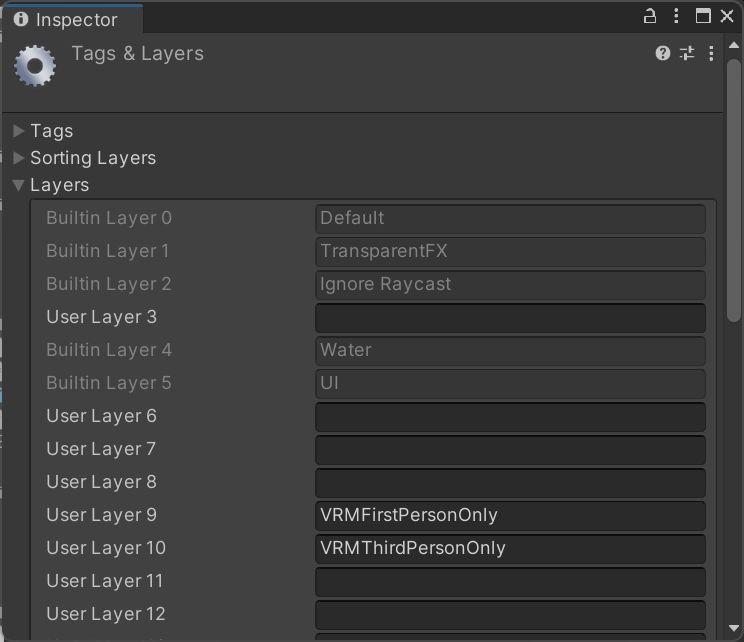 Inspector
Tags & Layers
Tags
Sorting Layers
Layers
Builtin Layer 0 Default
Builtin Layer 1 TransparentFX
Builtin Layer 2 Ignore Raycast
User Layer 3
Builtin Layer 4 Water
Builtin Layer 5 UI
User Layer 6
User Layer 7
User Layer 8
User Layer 9 VRMFirstPersonOnly
User Layer 10 VRMThirdPersonOnly
User Layer 11
User Layer 12